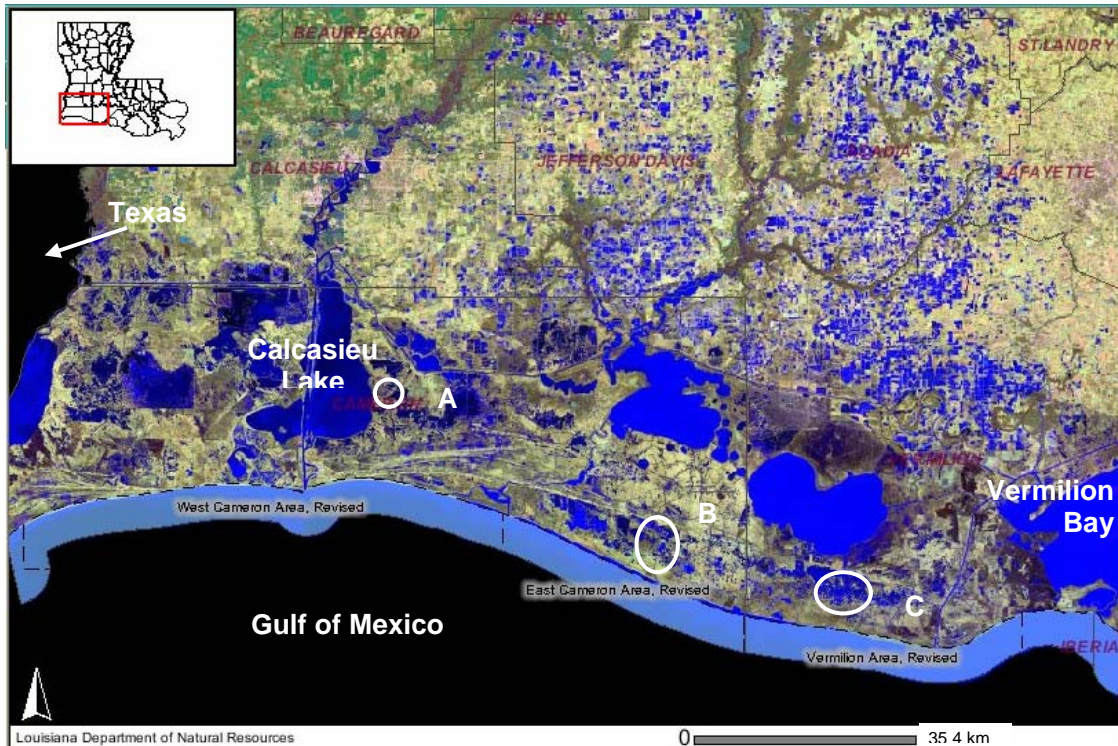 ALLEN
BEAUREGARD
ST. LANDRY
CALCASIEU
JEFFERSON DAVIS
ACADIA
LAFAYETTE
Texas
Calcasieu
Lake
CAMERON
A
VERMILION
Vermilion
Bay
B
West Cameron Area, Revised
East Cameron Area, Revised
C
Gulf of Mexico
Vermilion Area, Revised
IBERIA
Louisiana Department of Natural Resources
0
35.4 km